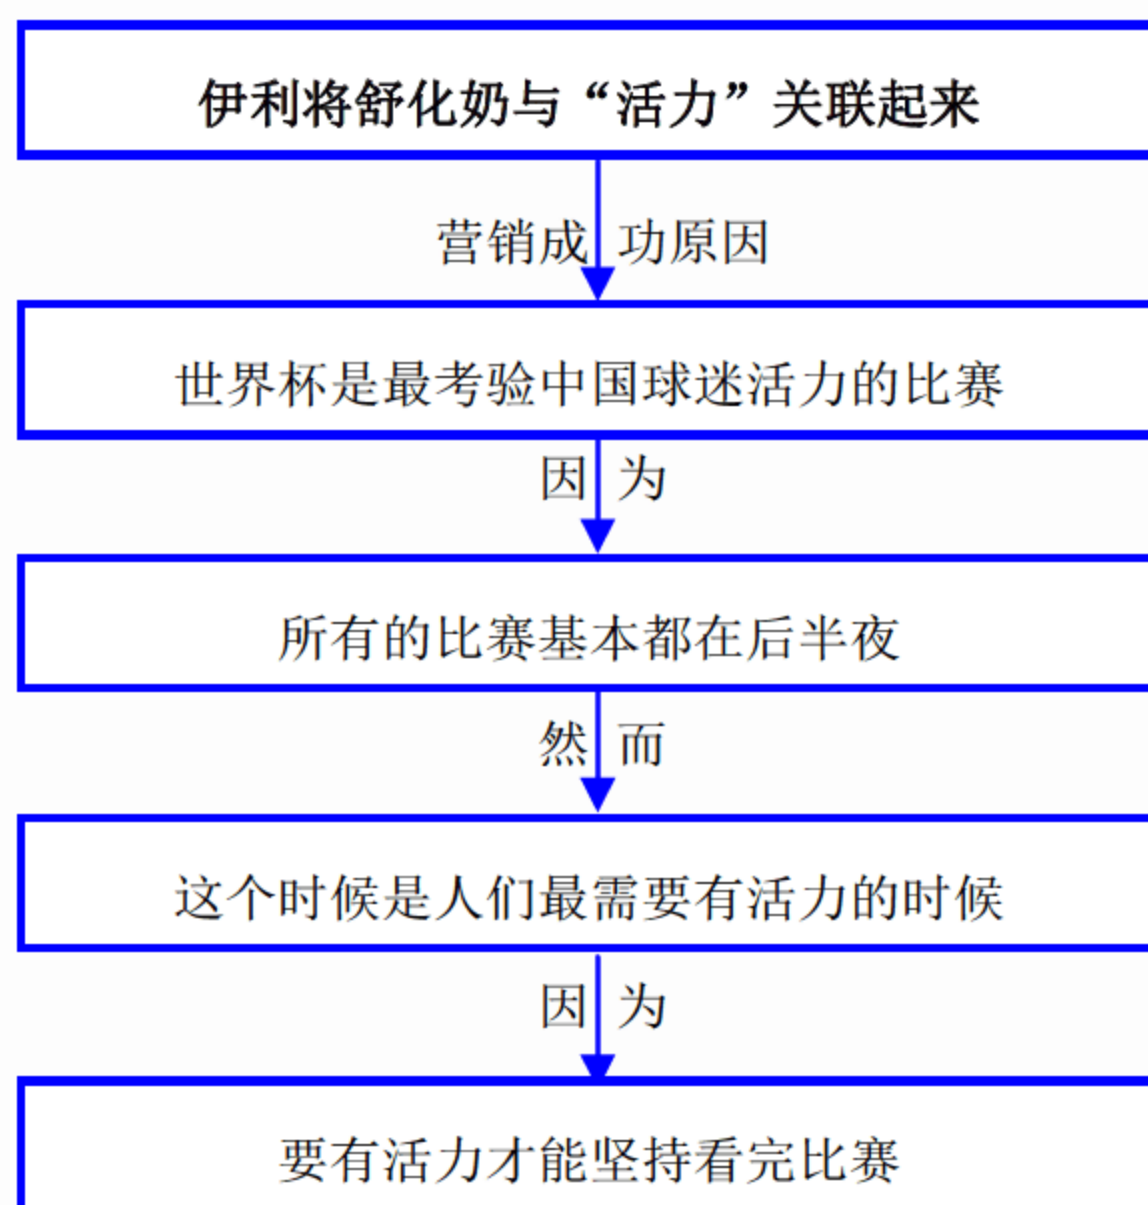 伊利将舒化奶与“活力”关联起来
营销成 功原因
世界杯是最考验中国球迷活力的比赛
因 为
所有的比赛基本都在后半夜
然 而
这个时候是人们最需要有活力的时候
因 为
要有活力才能坚持看完比赛